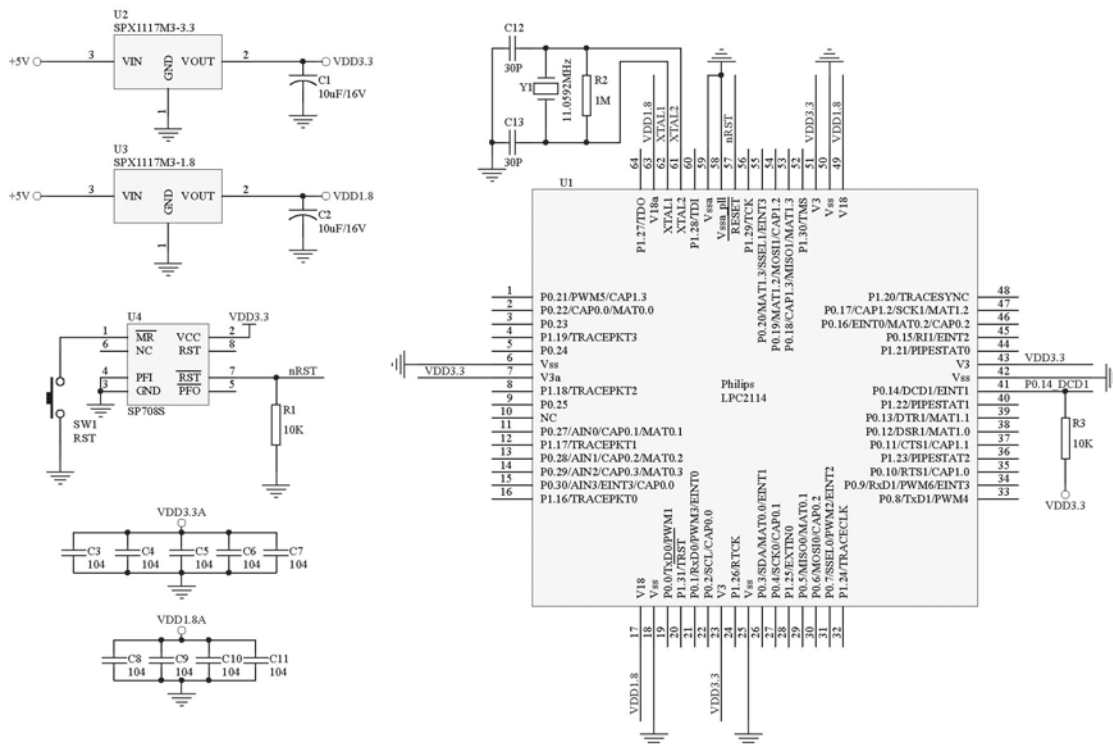 U2
SPX1117M3-3.3
+5V
3
VIN
GND
VOUT
2
VDD3.3
1
C1
10uF/16V
U3
SPX1117M3-1.8
+5V
3
VIN
GND
VOUT
2
VDD1.8
1
C2
10uF/16V
U4
VDD3.3
1
MR
VCC
2
6
NC
RST
8
4
PFI
RST
7
nRST
3
GND
PFO
5
SP708S
SW1
RST
R1
10K
VDD3.3A
C3
104
C4
104
C5
104
C6
104
C7
104
VDD1.8A
C8
104
C9
104
C10
104
C11
104
C12
30P
Y1
11.0592MHz
R2
1M
C13
30P
VDD1.8
XTAL1
XTAL2
nRST
VDD3.3
VDD1.8
U1
64
63
62
61
60
59
58
57
56
55
54
53
52
51
50
49
P1.27/TDO
V18a
XTAL1
XTAL2
P1.28/TDI
Vssa
Vssa_pll
RESET
P1.29/TCK
P0.20/MAT1.3/SSEL1/EINT3
P0.19/MAT1.2/MOSI1/CAP1.2
P0.18/CAP1.3/MISO1/MAT1.3
P1.30/TMS
V3
Vss
V18
1 P0.21/PWM5/CAP1.3
2 P0.22/CAP0.0/MAT0.0
3 P0.23
4 P1.19/TRACEPKT3
5 P0.24
6 Vss
VDD3.3 7 V3a
8 P1.18/TRACEPKT2
9 P0.25
10 NC
11 P0.27/AIN0/CAP0.1/MAT0.1
12 P1.17/TRACEPKT1
13 P0.28/AIN1/CAP0.2/MAT0.2
14 P0.29/AIN2/CAP0.3/MAT0.3
15 P0.30/AIN3/EINT3/CAP0.0
16 P1.16/TRACEPKT0
Philips
LPC2114
P1.20/TRACESYNC 48
P0.17/CAP1.2/SCK1/MAT1.2 47
P0.16/EINT0/MAT0.2/CAP0.2 46
P0.15/RI1/EINT2 45
P1.21/PIPESTAT0 44
V3 43 VDD3.3
Vss 42
P0.14/DCD1/EINT1 41 P0.14_DCD1
P1.22/PIPESTAT1 40
P0.13/DTR1/MAT1.1 39
P0.12/DSR1/MAT1.0 38
P0.11/CTS1/CAP1.1 37
P1.23/PIPESTAT2 36
P0.10/RTS1/CAP1.0 35
P0.9/RxD1/PWM6/EINT3 34
P0.8/TxD1/PWM4 33
R3
10K
VDD3.3
V18
Vss
P0.0/TxD0/PWM1
P1.31/TRST
P0.1/RxD0/PWM3/EINT0
P0.2/SCL/CAP0.0
V3
P1.26/RTCK
Vss
P0.3/SDA/MAT0.0/EINT1
P0.4/SCK0/CAP0.1
P1.25/EXTIN0
P0.5/MISO0/MAT0.1
P0.6/MOSI0/CAP0.2
P0.7/SSEL0/PWM2/EINT2
P1.24/TRACECLK
17
18
19
20
21
22
23
24
25
26
27
28
29
30
31
32
VDD1.8
VDD3.3